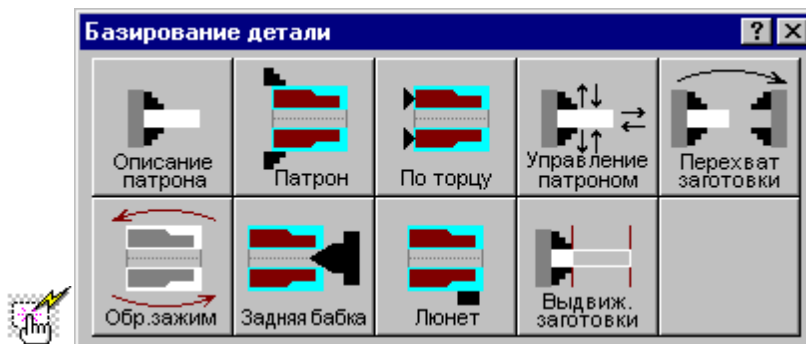 Базирование детали
Описание
патрона
Патрон
По торцу
Управление
патроном
Перехват
заготовки
Обр.зажим
Задняя бабка
Люнет
Выдвиж.
заготовки